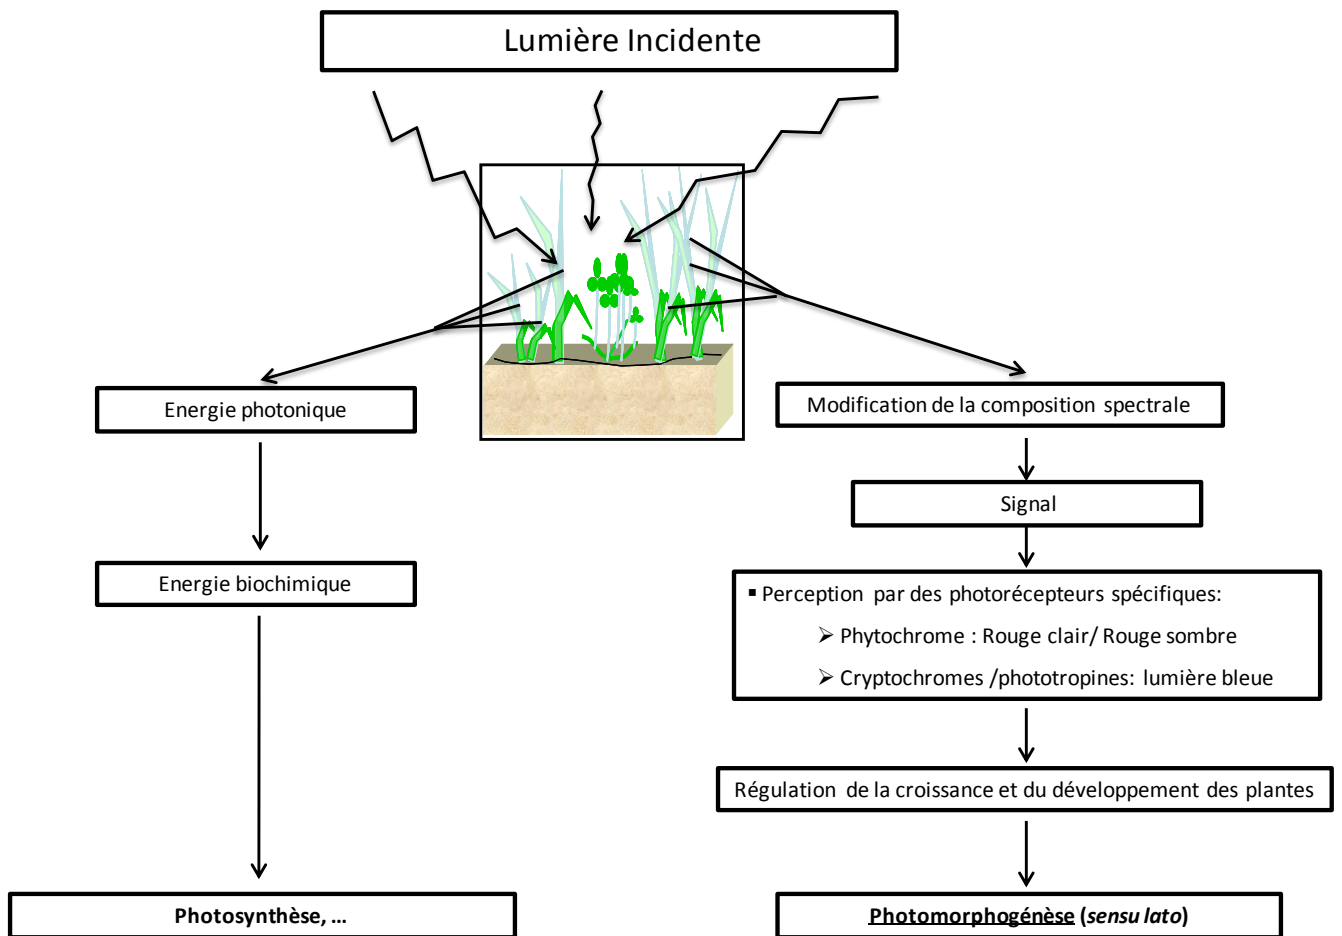 Lumière Incidente
Energie photonique
Energie biochimique
Photosynthèse, ...
Modification de la composition spectrale
Signal
▪ Perception par des photorécepteurs spécifiques:
➢ Phytochrome : Rouge clair/ Rouge sombre
➢ Cryptochromes /phototropines: lumière bleue
Régulation de la croissance et du développement des plantes
Photomorphogénèse (sensu lato)